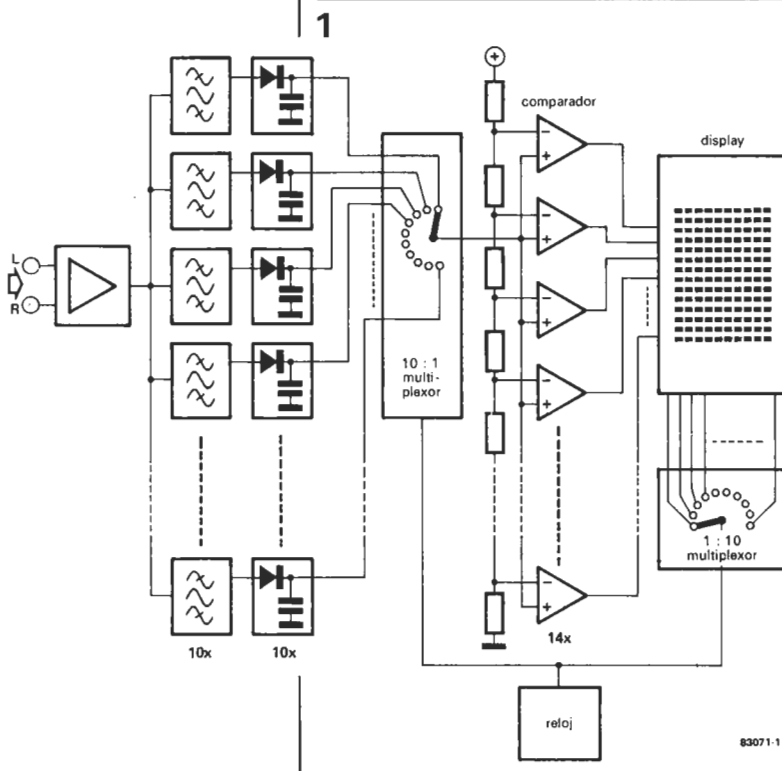 1
comparador
display
L
R
10 : 1
multi-
plexor
1 : 10
multiplexor
10x
10x
14x
reloj
83071-1